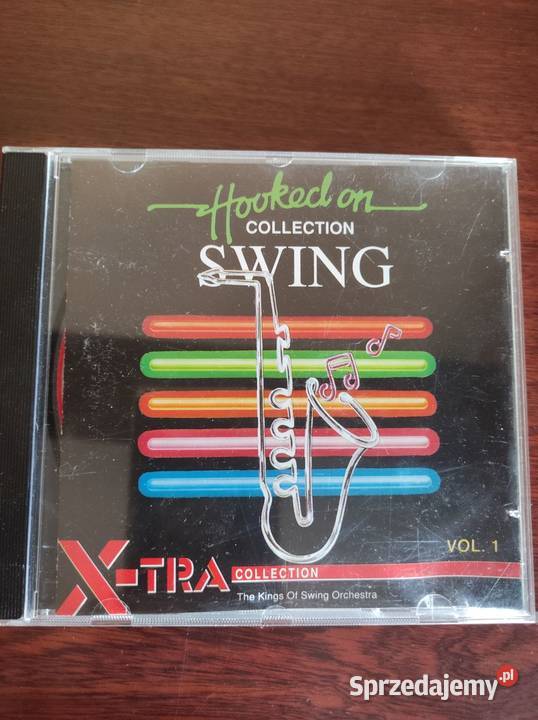 Hooked on
COLLECTION
SWING
VOL. 1
X-TRA
COLLECTION
The Kings Of Swing Orchestra
Sprzedajemy.pl